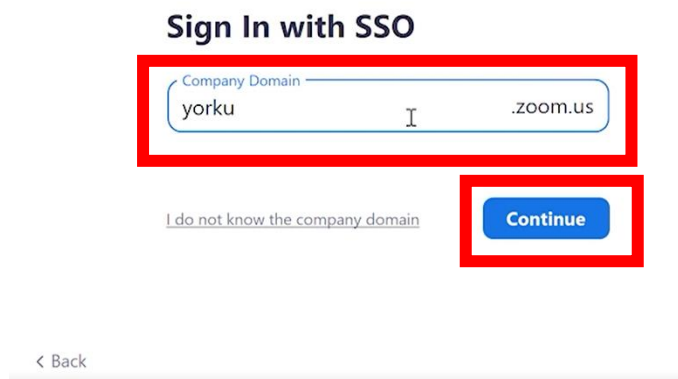 Sign In with SSO
Company Domain
yorku .zoom.us
I do not know the company domain Continue
< Back